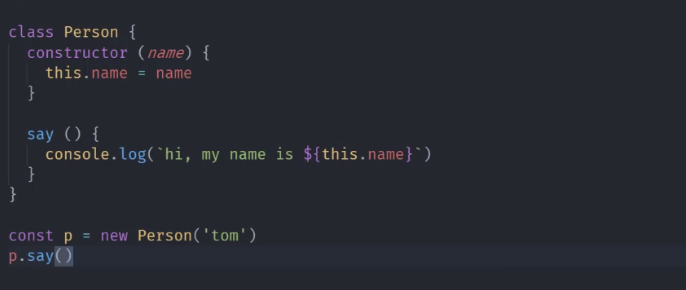 class Person {
  constructor (name) {
    this.name = name
  }

  say () {
    console.log(`hi, my name is ${this.name}`)
  }
}

const p = new Person('tom')
p.say()